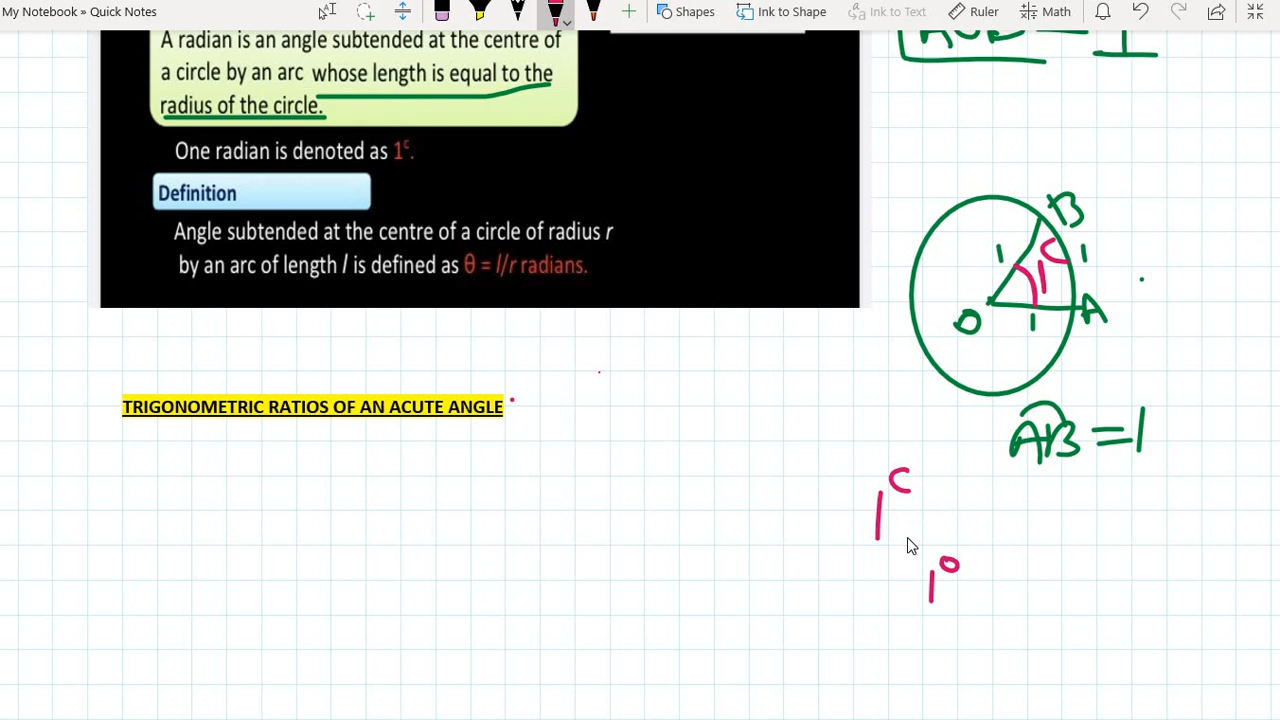 My Notebook » Quick Notes
Shapes
Ink to Shape
Ink to Text
Ruler
Math
A radian is an angle subtended at the centre of
a circle by an arc whose length is equal to the
radius of the circle.
One radian is denoted as 1ᶜ.
Definition
Angle subtended at the centre of a circle of radius r
by an arc of length l is defined as θ = l/r radians.
B
1
1ᶜ
1
O
1
A
AB = 1
TRIGONOMETRIC RATIOS OF AN ACUTE ANGLE
1ᶜ
1°